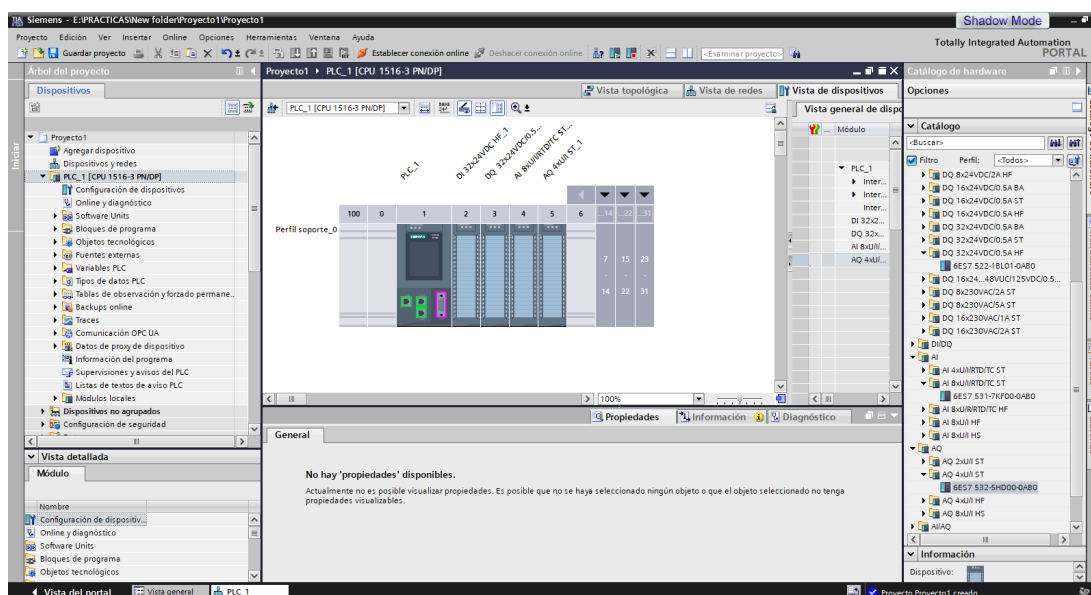 Siemens - E:\PRACTICAS\New folder\Proyecto1\Proyecto1
Shadow Mode
Proyecto Edición Ver Insertar Online Opciones Herramientas Ventana Ayuda
Totally Integrated Automation
PORTAL
Guardar proyecto
Establecer conexión online
Deshacer conexión online
<Examinar proyecto>
Árbol del proyecto
Dispositivos
Iniciar
Proyecto1
Agregar dispositivo
Dispositivos y redes
PLC_1 [CPU 1516-3 PN/DP]
Configuración de dispositivos
Online y diagnóstico
Software Units
Bloques de programa
Objetos tecnológicos
Fuentes externas
Variables PLC
Tipos de datos PLC
Tablas de observación y forzado permane..
Backups online
Traces
Comunicación OPC UA
Datos de proxy de dispositivo
Información del programa
Supervisiones y avisos del PLC
Listas de textos de aviso PLC
Módulos locales
Dispositivos no agrupados
Configuración de seguridad
Vista detallada
Módulo
Nombre
Configuración de dispositiv...
Online y diagnóstico
Software Units
Bloques de programa
Objetos tecnológicos
Proyecto1 PLC_1 [CPU 1516-3 PN/DP]
Vista topológica
Vista de redes
Vista de dispositivos
PLC_1 [CPU 1516-3 PN/DP]
PLC_1
DI 32x24VDC HF_1
DQ 32x24VDC/0.5...
AI 8xU/I/RTD/TC ST...
AQ 4xU/I ST_1
100 0 1 2 3 4 5 6 ...14 ...22 ...31
Perfil soporte_0
SIEMENS
7 15 23
- - -
14 22 31
100%
Vista general de dispo
... Módulo
PLC_1
Inter...
Inter...
Inter...
DI 32x2...
DQ 32x...
AI 8xU/I/...
AQ 4xU/...
Propiedades
Información
Diagnóstico
General
No hay 'propiedades' disponibles.
Actualmente no es posible visualizar propiedades. Es posible que no se haya seleccionado ningún objeto o que el objeto seleccionado no tenga
propiedades visualizables.
Catálogo de hardware
Opciones
Catálogo
<Buscar>
Filtro Perfil: <Todos>
DQ 8x24VDC/2A HF
DQ 16x24VDC/0.5A BA
DQ 16x24VDC/0.5A ST
DQ 16x24VDC/0.5A HF
DQ 32x24VDC/0.5A BA
DQ 32x24VDC/0.5A ST
DQ 32x24VDC/0.5A HF
6ES7 522-1BL01-0AB0
DQ 16x24...48VUC/125VDC/0.5...
DQ 8x230VAC/2A ST
DQ 8x230VAC/5A ST
DQ 16x230VAC/1A ST
DQ 16x230VAC/2A ST
DI/DQ
AI
AI 4xU/I/RTD/TC ST
AI 8xU/I/RTD/TC ST
6ES7 531-7KF00-0AB0
AI 8xU/R/RTD/TC HF
AI 8xU/I HF
AI 8xU/I HS
AQ
AQ 2xU/I ST
AQ 4xU/I ST
6ES7 532-5HD00-0AB0
AQ 4xU/I HF
AQ 8xU/I HS
AI/AQ
Información
Dispositivo:
Vista del portal
Vista general
PLC_1
Proyecto Proyecto1 creado.